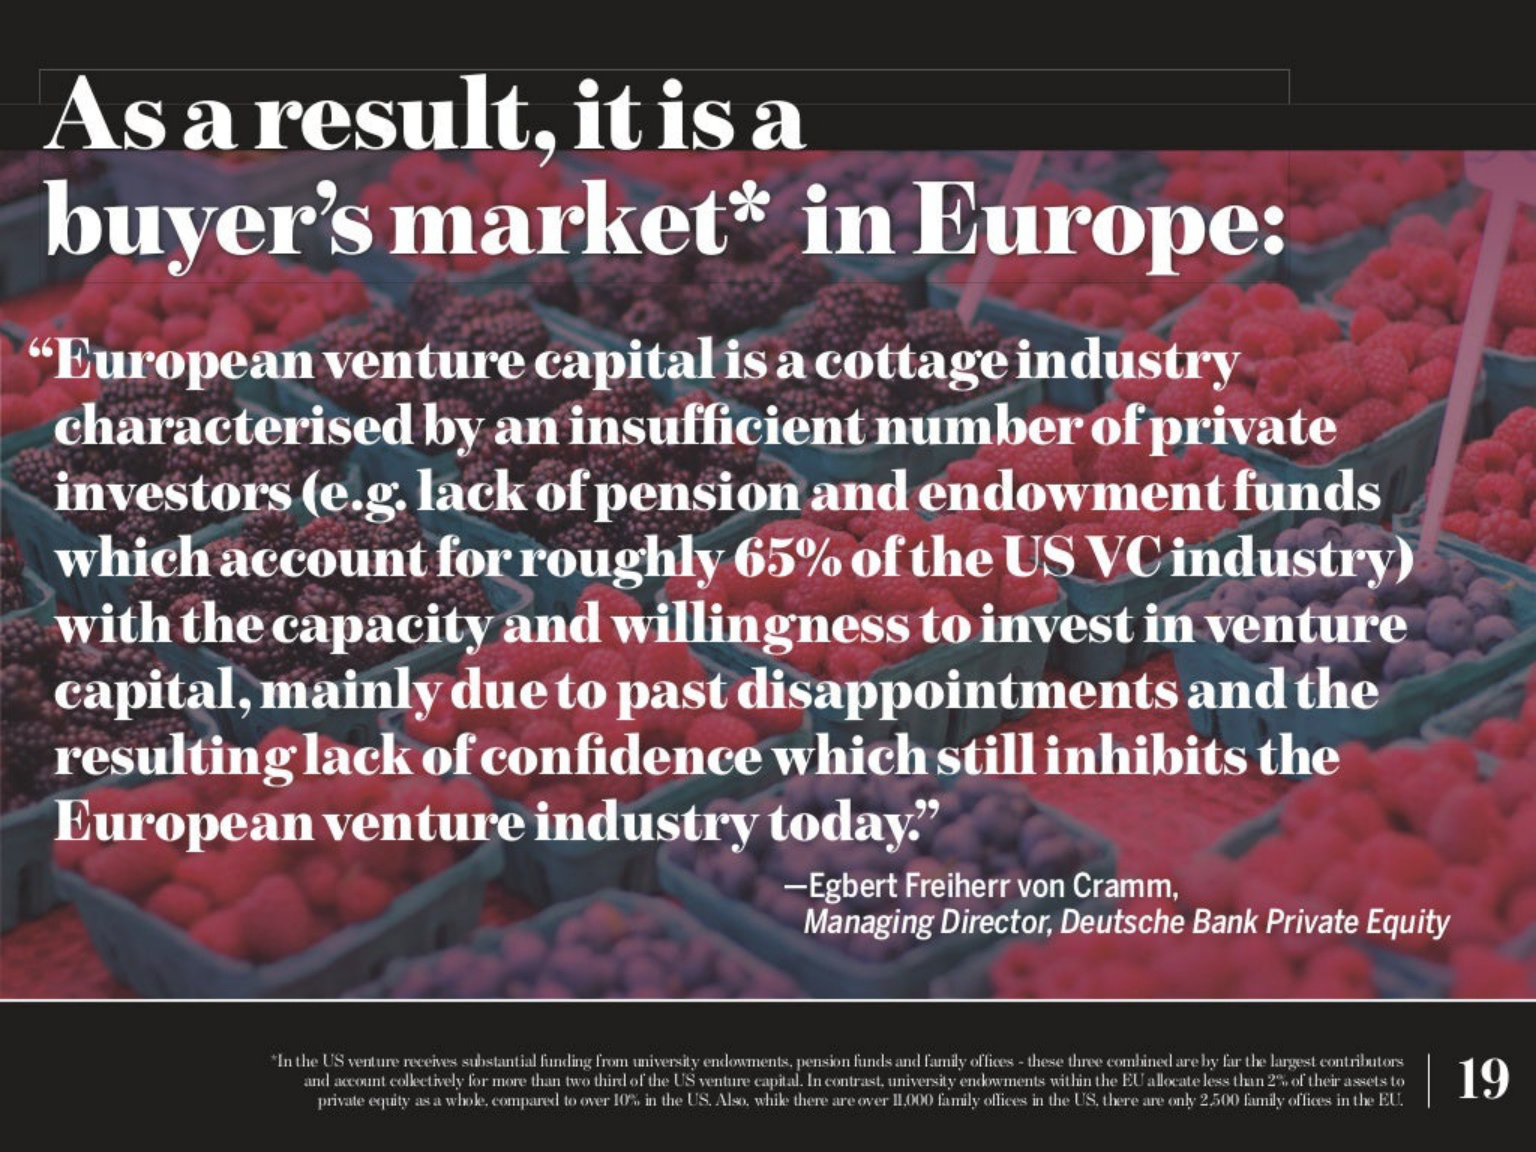 As a result, it is a
buyer's market* in Europe:
“European venture capital is a cottage industry
characterised by an insufficient number of private
investors (e.g. lack of pension and endowment funds
which account for roughly 65% of the US VC industry)
with the capacity and willingness to invest in venture
capital, mainly due to past disappointments and the
resulting lack of confidence which still inhibits the
European venture industry today.”
—Egbert Freiherr von Cramm,
Managing Director, Deutsche Bank Private Equity
*In the US venture receives substantial funding from university endowments, pension funds and family offices - these three combined are by far the largest contributors
and account collectively for more than two third of the US venture capital. In contrast, university endowments within the EU allocate less than 2% of their assets to
private equity as a whole, compared to over 10% in the US. Also, while there are over 11,000 family offices in the US, there are only 2,500 family offices in the EU.
19